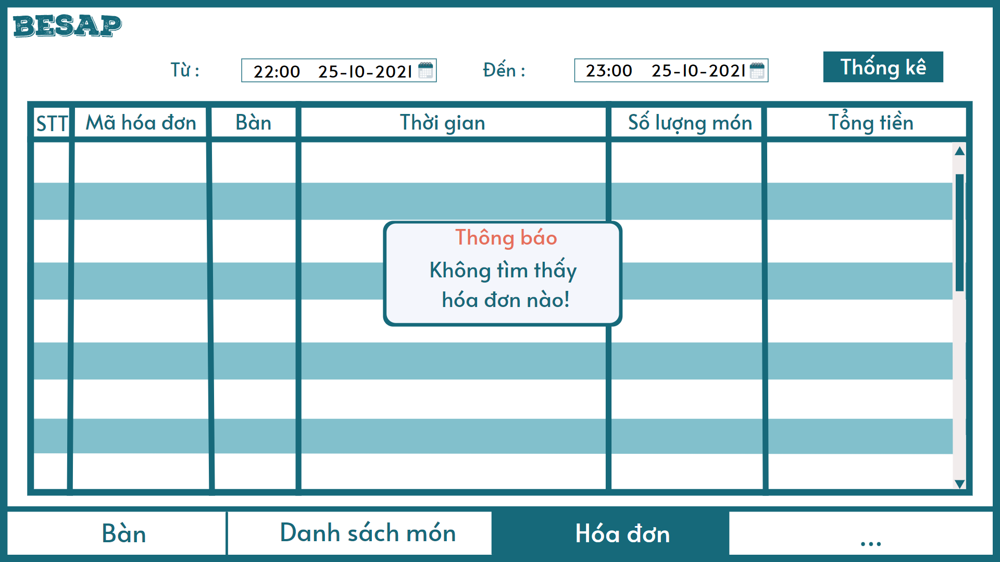 BESAP
Từ : 22:00 25-10-2021 Đến : 23:00 25-10-2021 Thống kê
STT Mã hóa đơn Bàn Thời gian Số lượng món Tổng tiền
Thông báo
Không tìm thấy
hóa đơn nào!
Bàn Danh sách món Hóa đơn ...